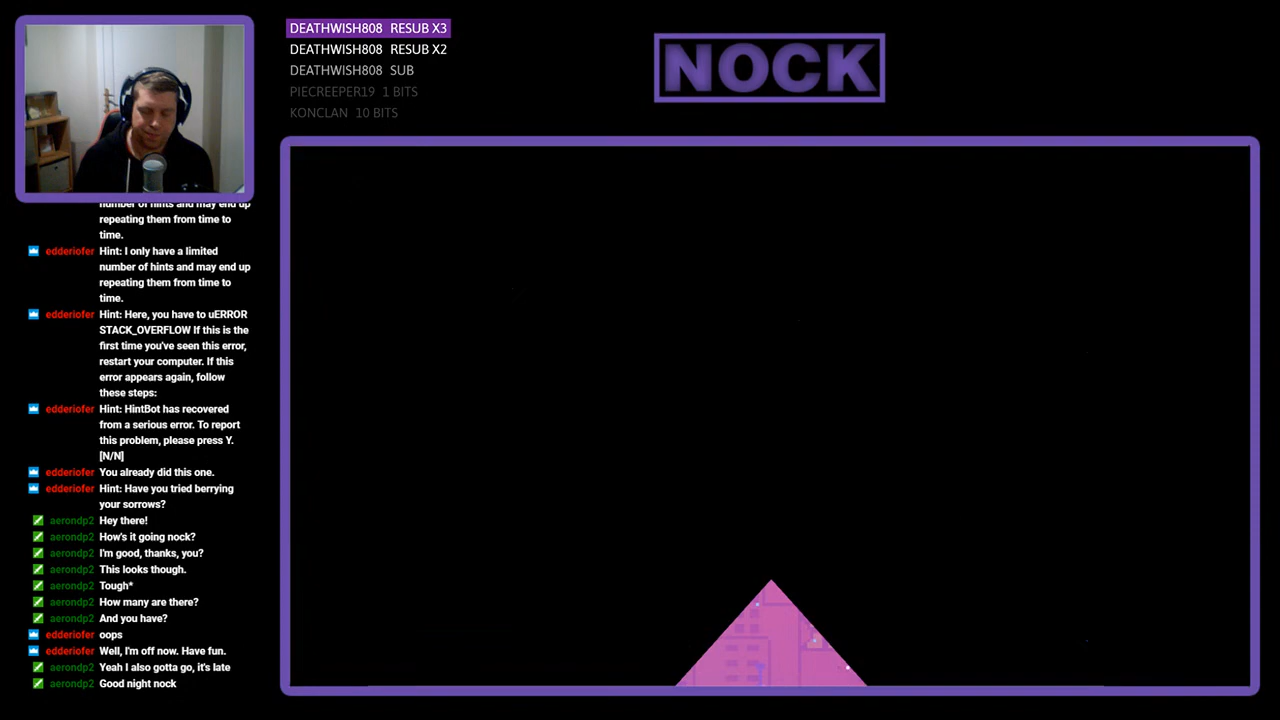 DEATHWISH808 RESUB X3
DEATHWISH808 RESUB X2
DEATHWISH808 SUB
PIECREEPER19 1 BITS
KONCLAN 10 BITS
NOCK
number of hints and may end up
repeating them from time to
time.
edderiofer Hint: I only have a limited
number of hints and may end up
repeating them from time to
time.
edderiofer Hint: Here, you have to uERROR
STACK_OVERFLOW If this is the
first time you've seen this error,
restart your computer. If this
error appears again, follow
these steps:
edderiofer Hint: HintBot has recovered
from a serious error. To report
this problem, please press Y.
[N/N]
edderiofer You already did this one.
edderiofer Hint: Have you tried berrying
your sorrows?
aerondp2 Hey there!
aerondp2 How's it going nock?
aerondp2 I'm good, thanks, you?
aerondp2 This looks though.
aerondp2 Tough*
aerondp2 How many are there?
aerondp2 And you have?
edderiofer oops
edderiofer Well, I'm off now. Have fun.
aerondp2 Yeah I also gotta go, it's late
aerondp2 Good night nock